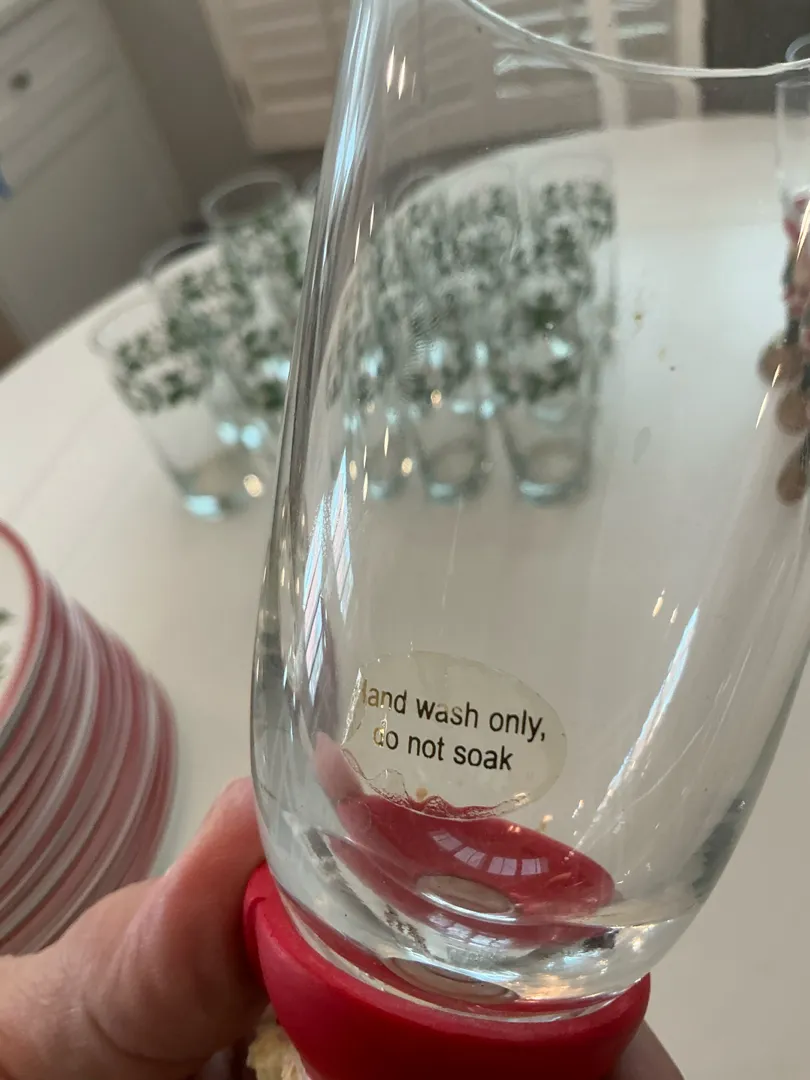 Hand wash only,
do not soak